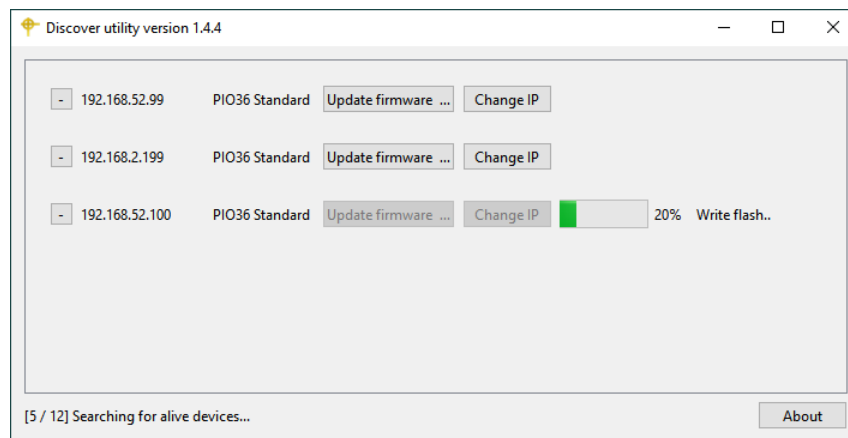 Discover utility version 1.4.4
- 192.168.52.99 PIO36 Standard Update firmware ... Change IP
- 192.168.2.199 PIO36 Standard Update firmware ... Change IP
- 192.168.52.100 PIO36 Standard Update firmware ... Change IP 20% Write flash..
[5 / 12] Searching for alive devices... About